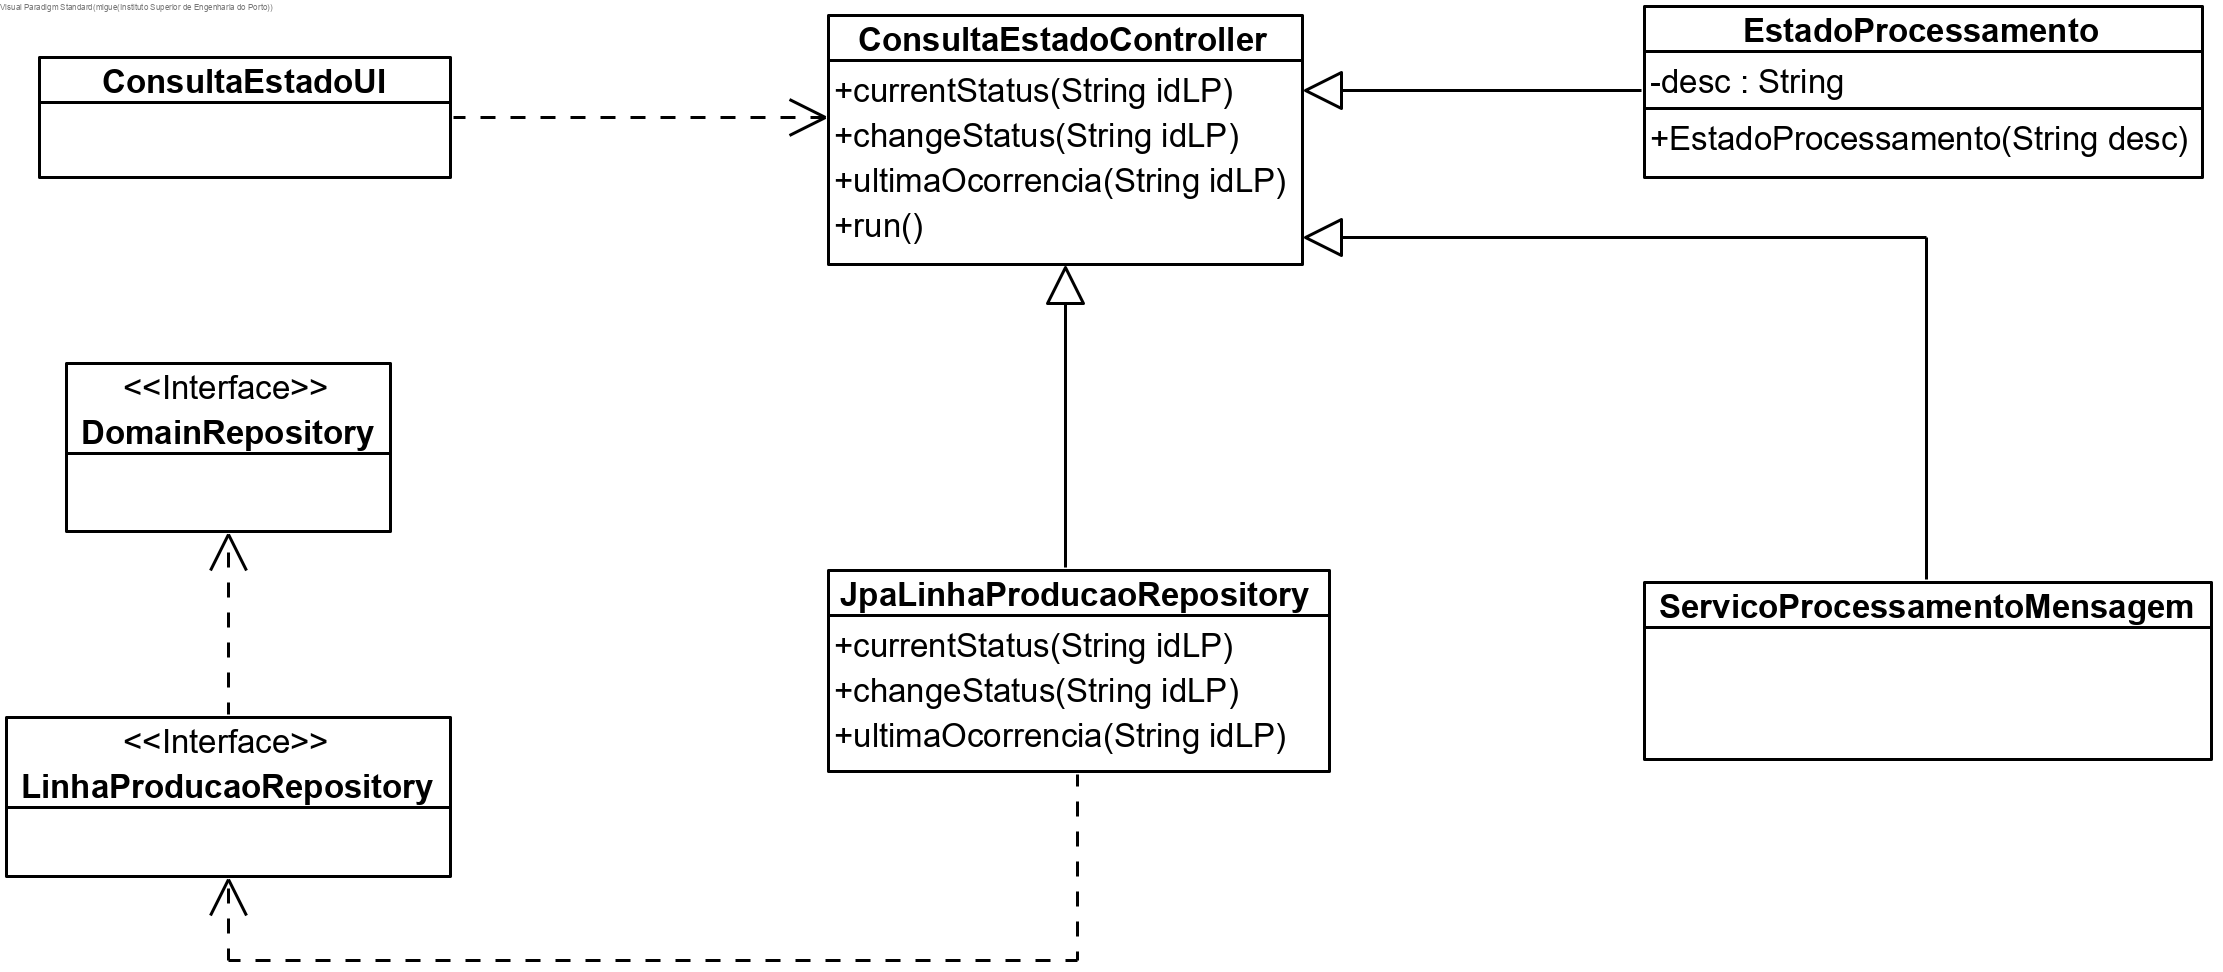 Visual Paradigm Standard(migue(Instituto Superior de Engenharia do Porto))
ConsultaEstadoUI
ConsultaEstadoController
+currentStatus(String idLP)
+changeStatus(String idLP)
+ultimaOcorrencia(String idLP)
+run()
EstadoProcessamento
-desc : String
+EstadoProcessamento(String desc)
<<Interface>>
DomainRepository
<<Interface>>
LinhaProducaoRepository
JpaLinhaProducaoRepository
+currentStatus(String idLP)
+changeStatus(String idLP)
+ultimaOcorrencia(String idLP)
ServicoProcessamentoMensagem